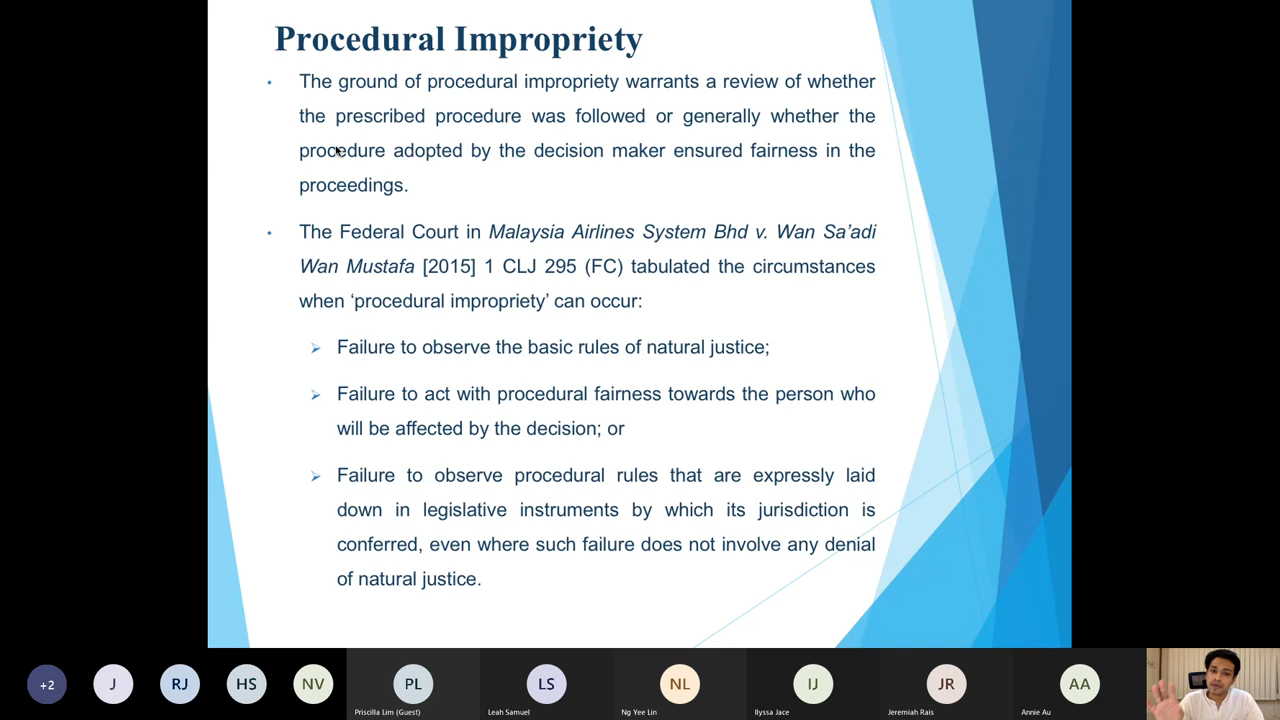 Procedural Impropriety
• The ground of procedural impropriety warrants a review of whether
the prescribed procedure was followed or generally whether the
procedure adopted by the decision maker ensured fairness in the
proceedings.
• The Federal Court in Malaysia Airlines System Bhd v. Wan Sa’adi
Wan Mustafa [2015] 1 CLJ 295 (FC) tabulated the circumstances
when ‘procedural impropriety’ can occur:
➢ Failure to observe the basic rules of natural justice;
➢ Failure to act with procedural fairness towards the person who
will be affected by the decision; or
➢ Failure to observe procedural rules that are expressly laid
down in legislative instruments by which its jurisdiction is
conferred, even where such failure does not involve any denial
of natural justice.
+2 J RJ HS NV PL LS NL IJ JR AA
Priscilla Lim (Guest) Leah Samuel Ng Yee Lin Ilyssa Jace Jeremiah Rais Annie Au